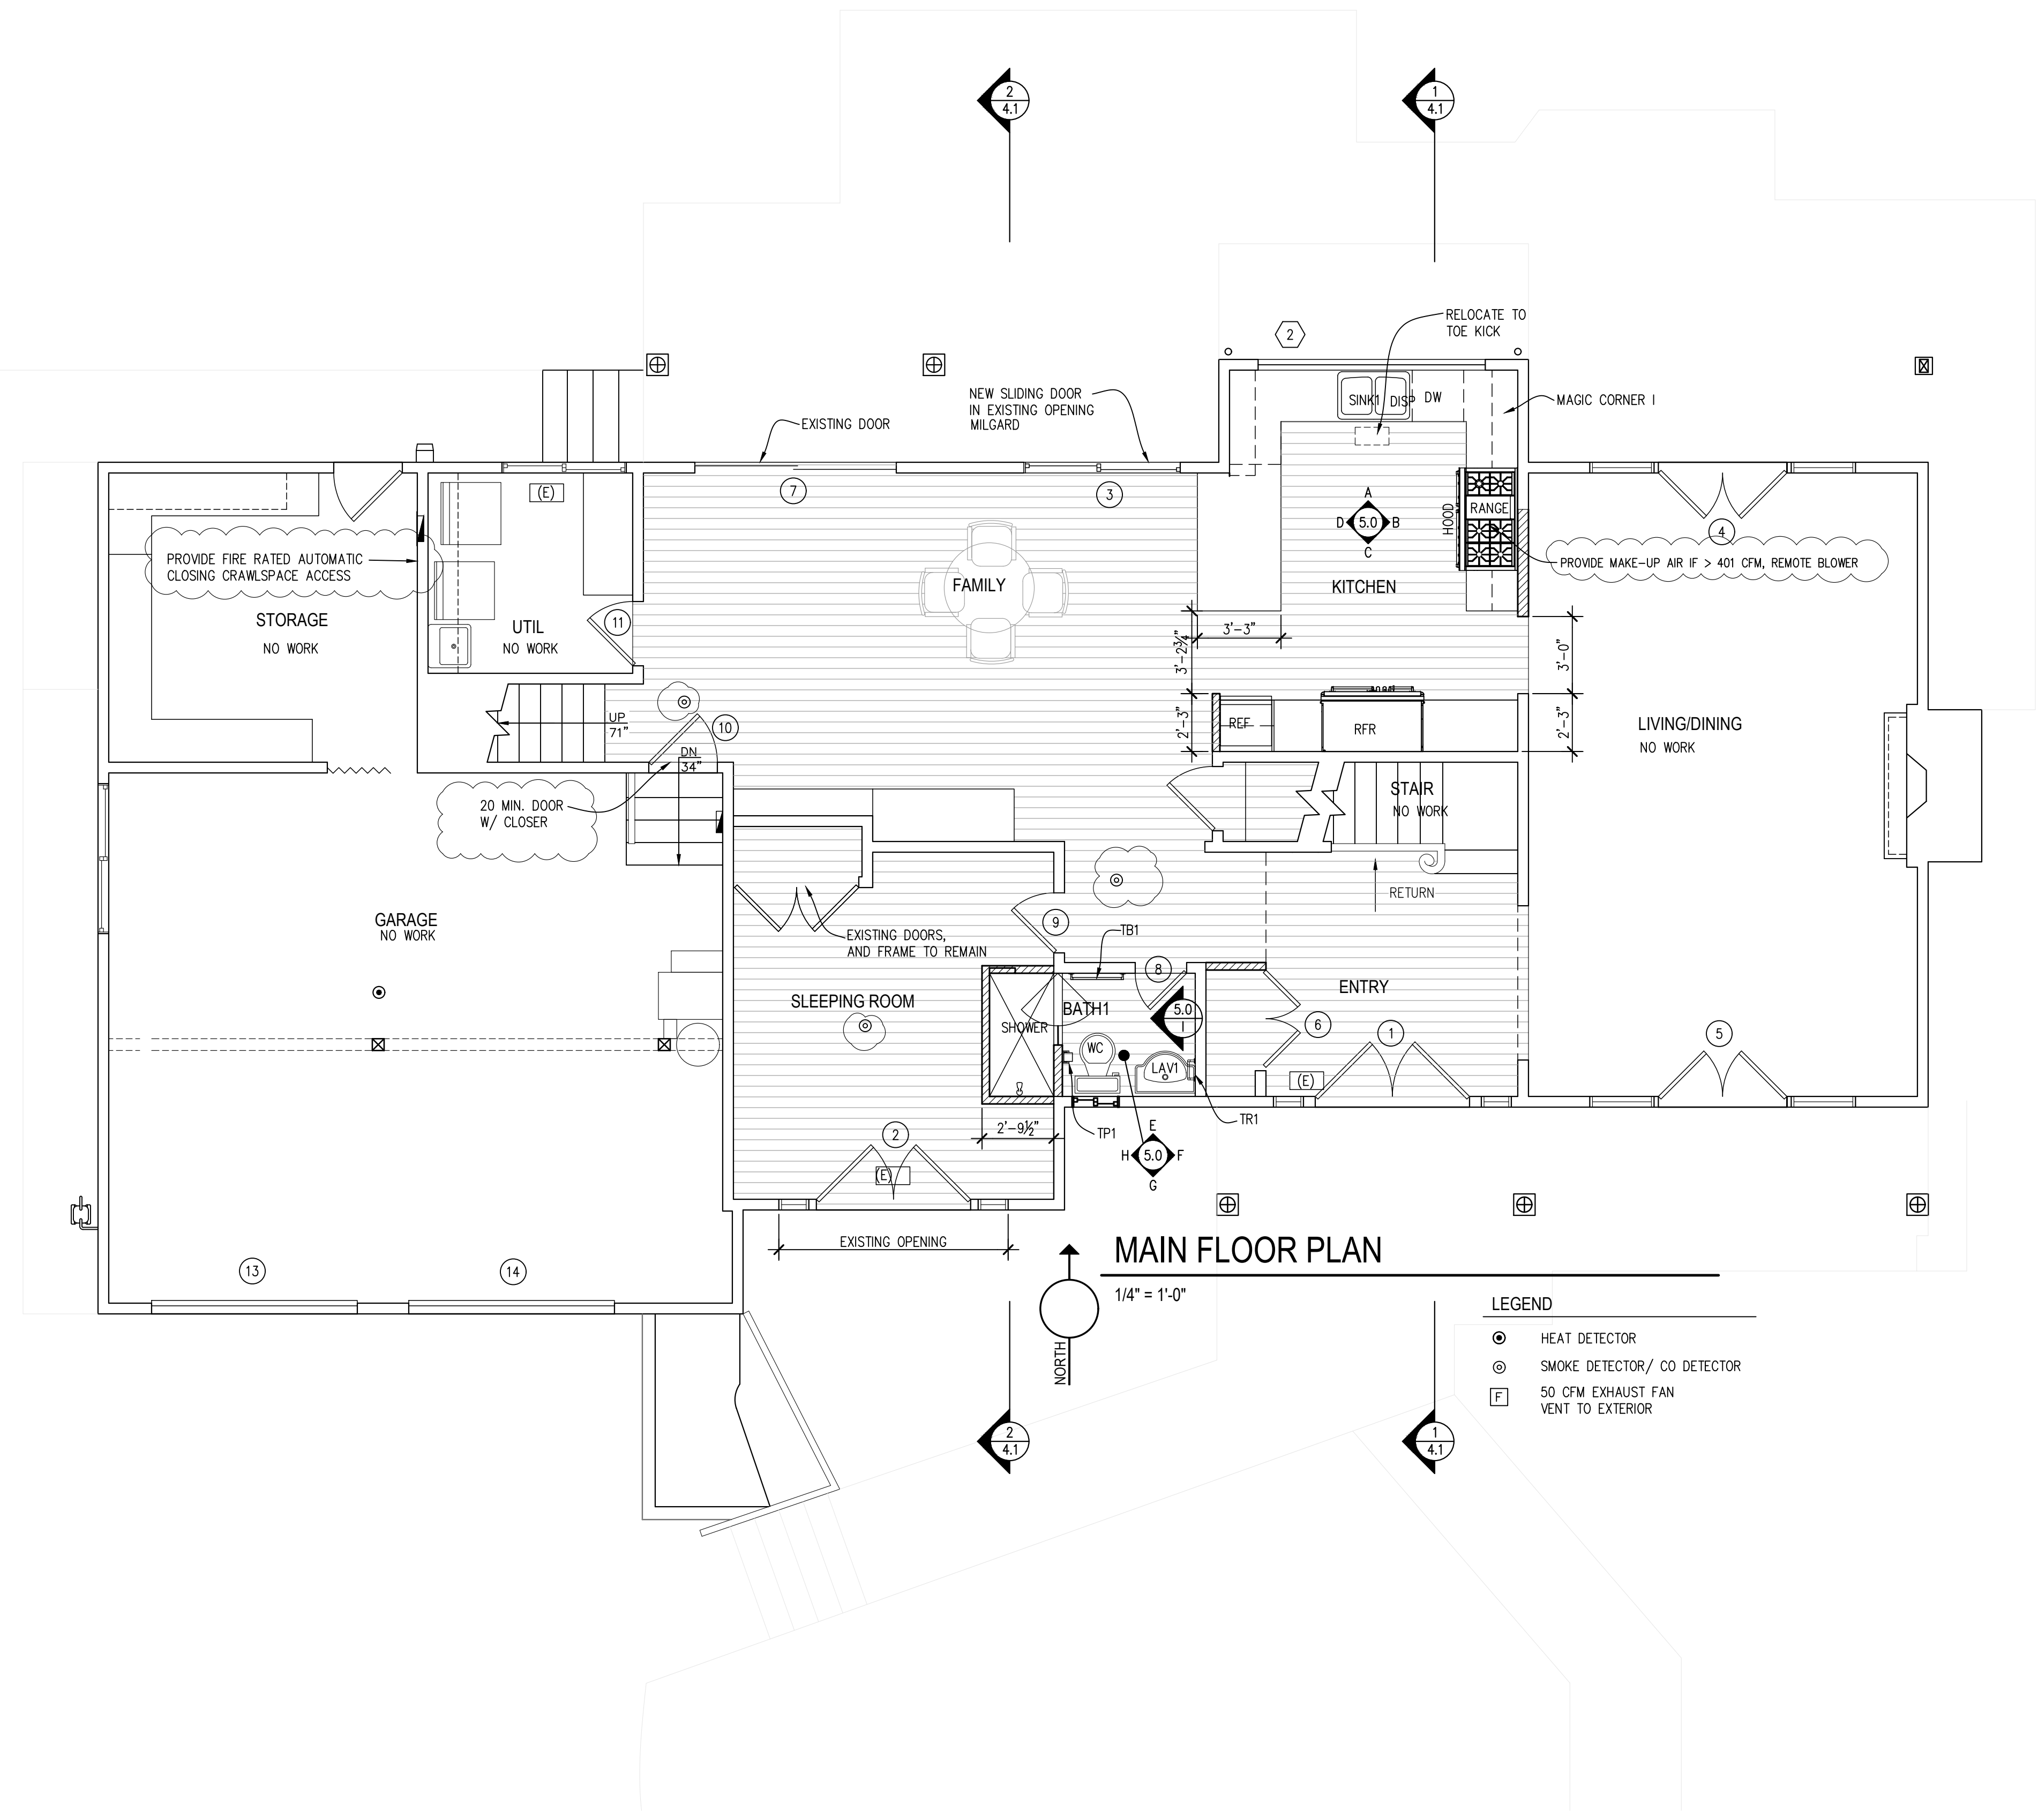 2
4.1
1
4.1
RELOCATE TO
TOE KICK
2
NEW SLIDING DOOR
IN EXISTING OPENING
MILGARD
SINK1
DISP
DW
MAGIC CORNER I
EXISTING DOOR
(E)
7
3
A
D
5.0
B
C
HOOD
RANGE
4
PROVIDE FIRE RATED AUTOMATIC
CLOSING CRAWLSPACE ACCESS
PROVIDE MAKE-UP AIR IF > 401 CFM, REMOTE BLOWER
FAMILY
KITCHEN
STORAGE
NO WORK
UTIL
NO WORK
11
3'-3"
3'-2¾"
3'-0"
2'-3"
2'-3"
UP
71"
10
REF
RFR
LIVING/DINING
NO WORK
DN
34"
20 MIN. DOOR
W/ CLOSER
STAIR
NO WORK
RETURN
GARAGE
NO WORK
EXISTING DOORS,
AND FRAME TO REMAIN
9
TB1
8
SLEEPING ROOM
BATH1
5.0
I
ENTRY
SHOWER
6
1
5
WC
LAV1
(E)
TP1
TR1
2'-9½"
2
(E)
E
H
5.0
F
G
EXISTING OPENING
13
14
MAIN FLOOR PLAN
1/4" = 1'-0"
NORTH
LEGEND
HEAT DETECTOR
SMOKE DETECTOR/ CO DETECTOR
F
50 CFM EXHAUST FAN
VENT TO EXTERIOR
2
4.1
1
4.1